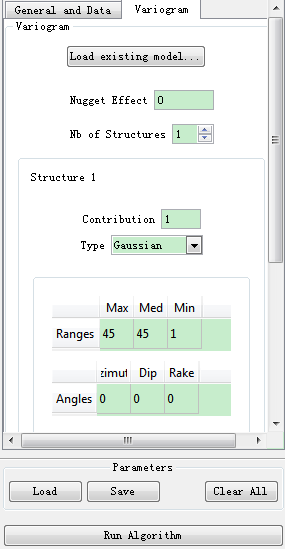 General and Data Variogram
Variogram
Load existing model...
Nugget Effect 0
Nb of Structures 1
Structure 1
Contribution 1
Type Gaussian
Max Med Min
Ranges 45 45 1
zimut Dip Rake
Angles 0 0 0
Parameters
Load Save Clear All
Run Algorithm